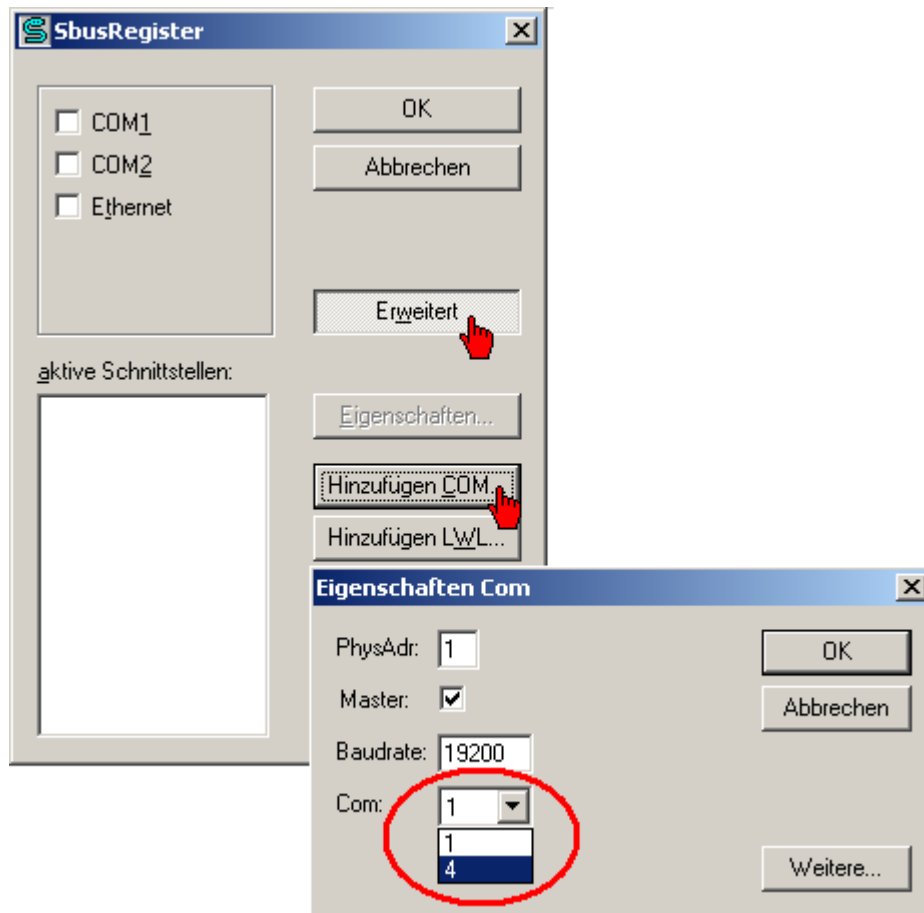 SbusRegister
COM1
COM2
Ethernet
OK
Abbrechen
Erweitert
aktive Schnittstellen:
Eigenschaften...
Hinzufügen COM...
Hinzufügen LWL...
Eigenschaften Com
PhysAdr: 1
Master:
Baudrate: 19200
Com: 1
1
4
OK
Abbrechen
Weitere...